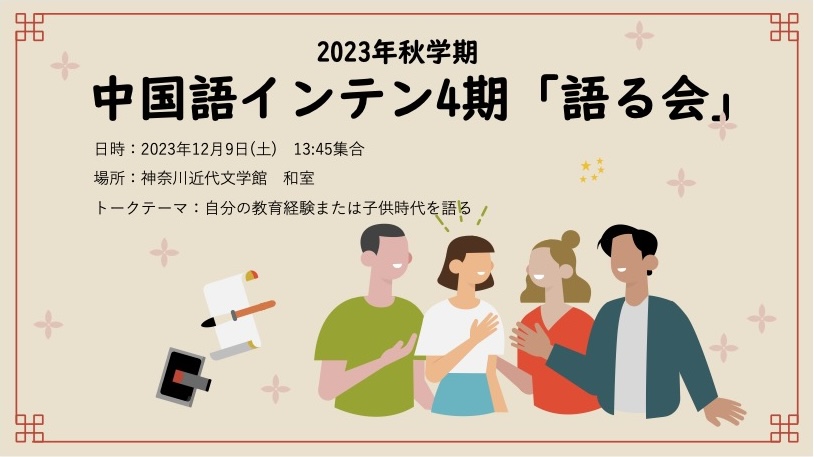 2023年秋学期
中国語インテン4期「語る会」
日時：2023年12月9日(土)　13:45集合
場所：神奈川近代文学館　和室
トークテーマ：自分の教育経験または子供時代を語る